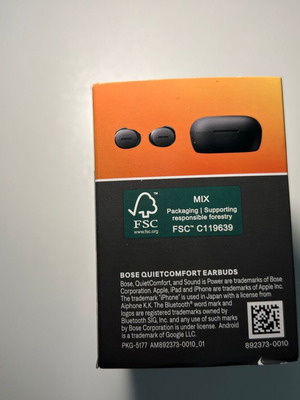 FSC
www.fsc.org
MIX
Packaging | Supporting
responsible forestry
FSC™ C119639
BOSE QUIETCOMFORT EARBUDS
Bose, QuietComfort, and Sound is Power are trademarks of Bose
Corporation. Apple, iPad and iPhone are trademarks of Apple Inc.
The trademark "iPhone" is used in Japan with a license from
Aiphone K.K. The Bluetooth® word mark and
logos are registered trademarks owned by
Bluetooth SIG, Inc. and any use of such marks
by Bose Corporation is under license. Android
is a trademark of Google LLC.
PKG-5177 AM892373-0010_01
892373-0010